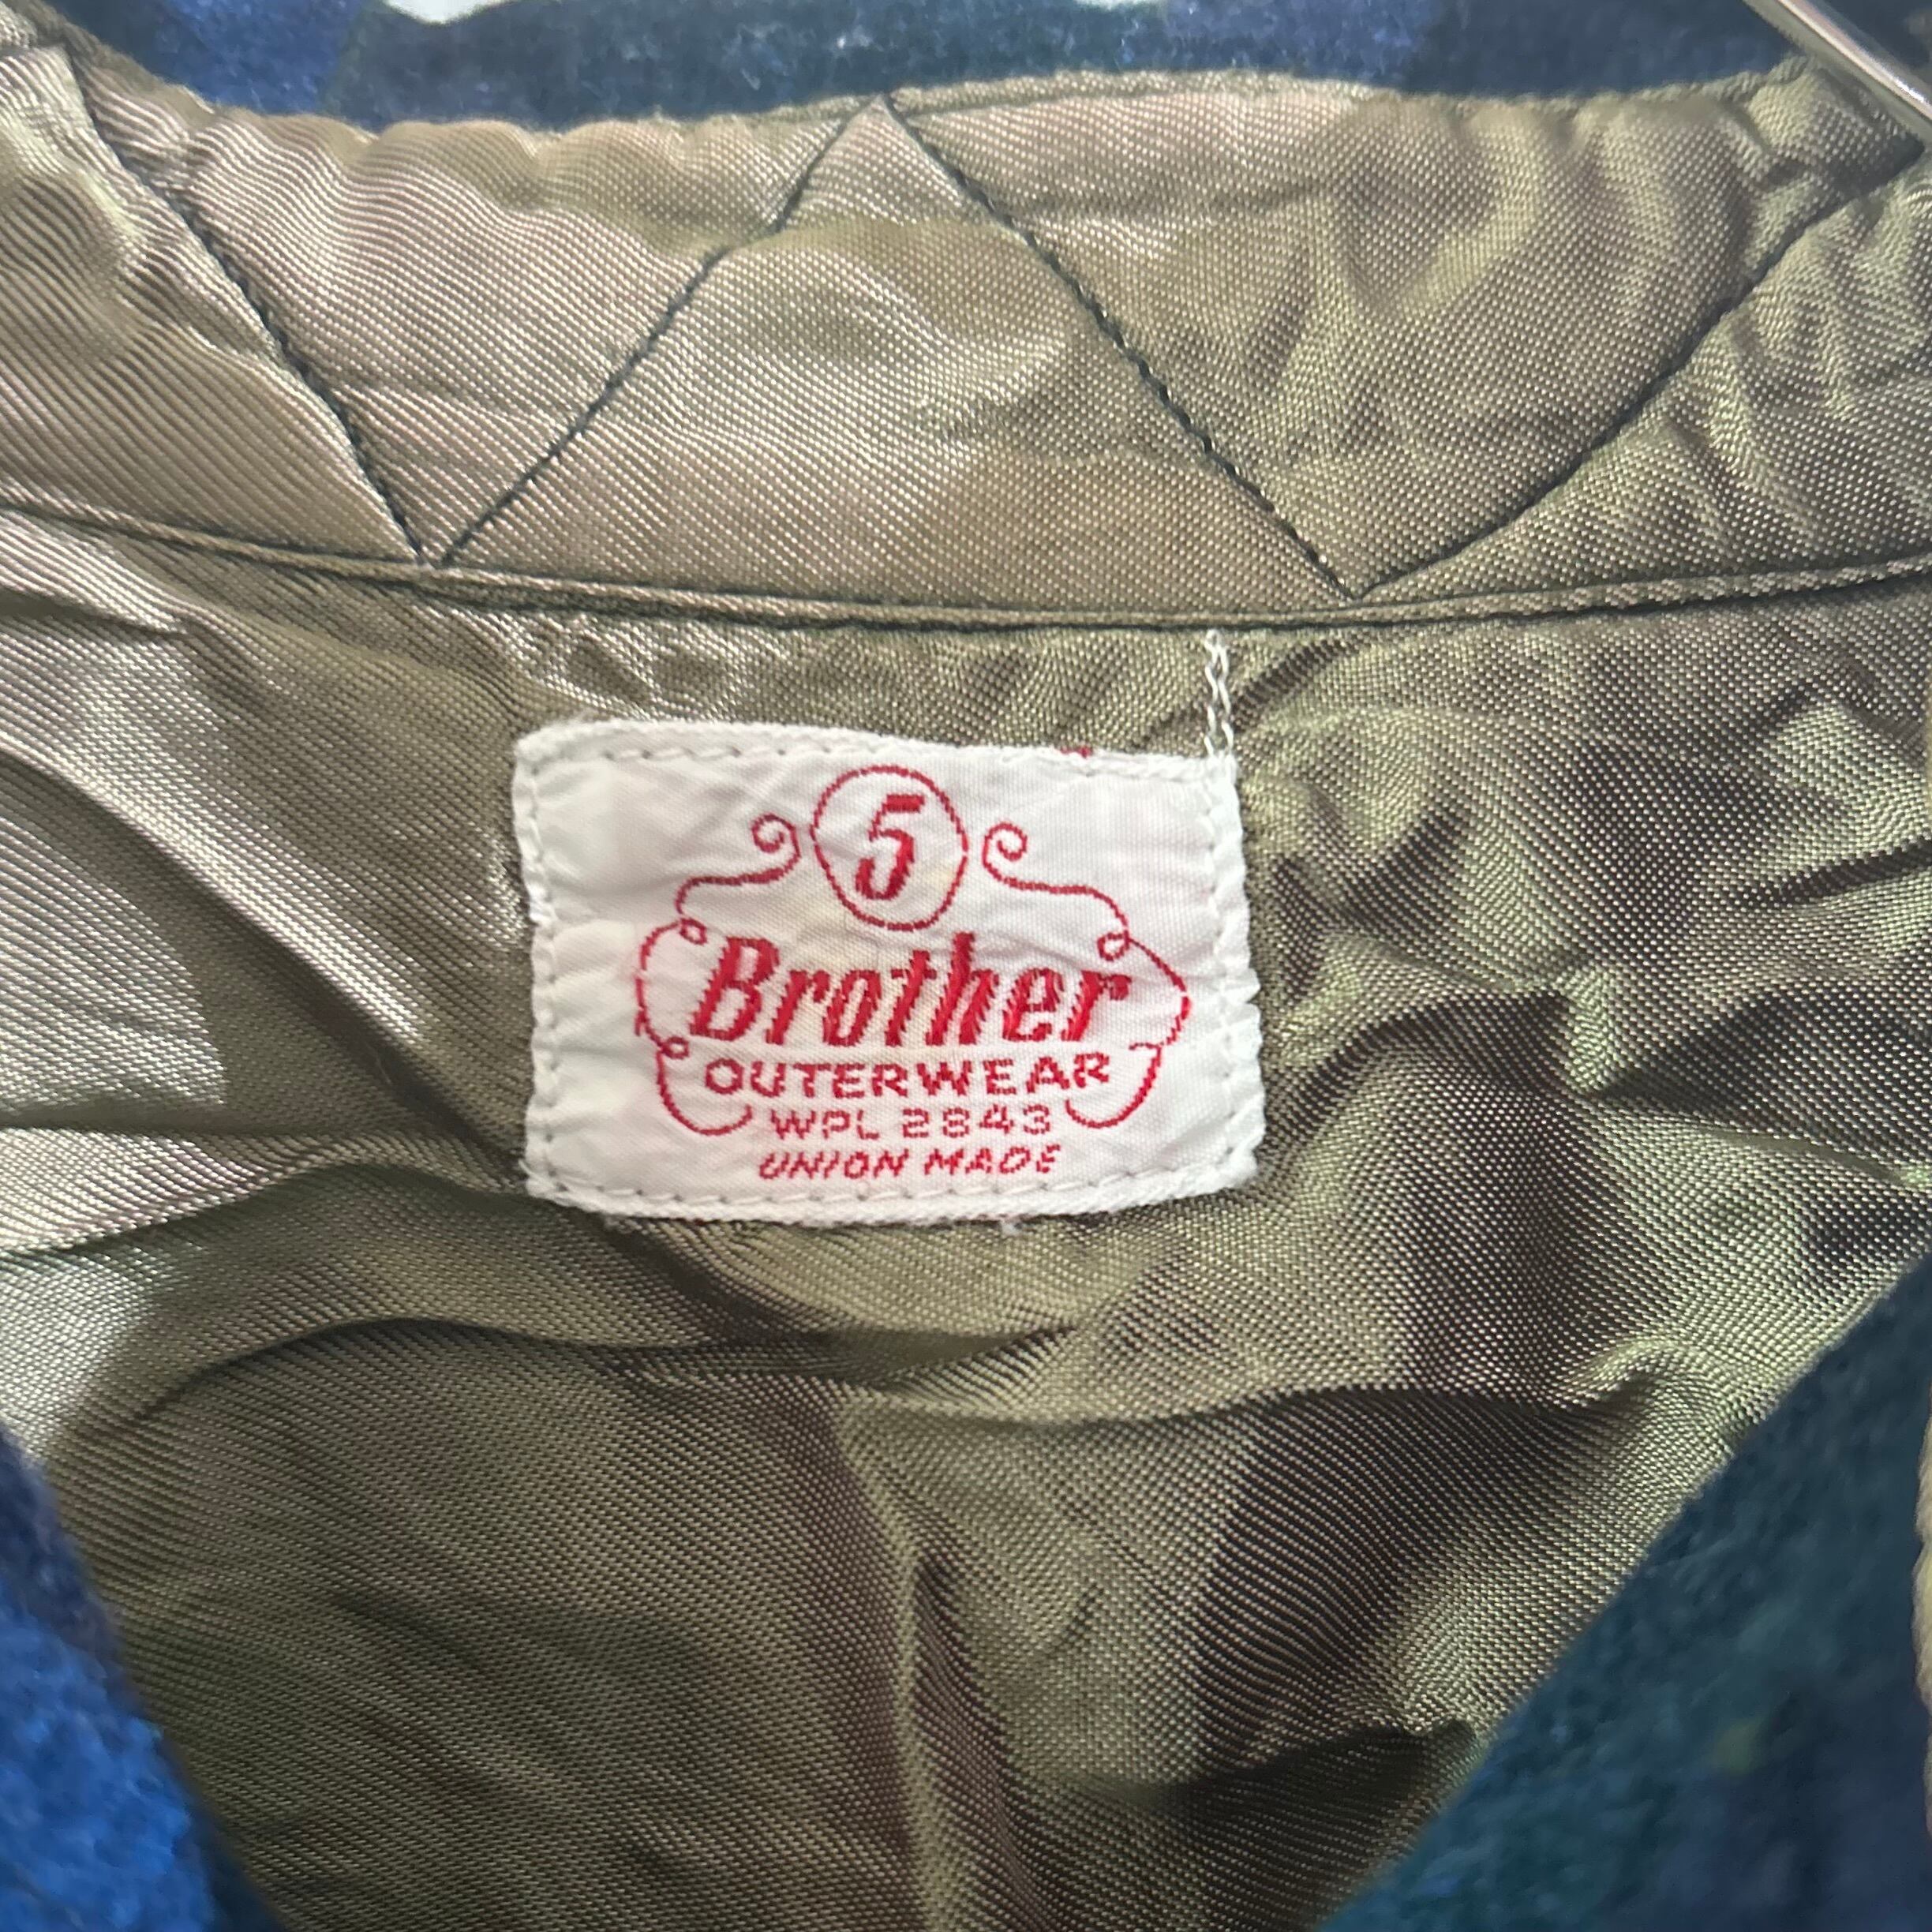 5
Brother
OUTERWEAR
WPL 2843
UNION MADE